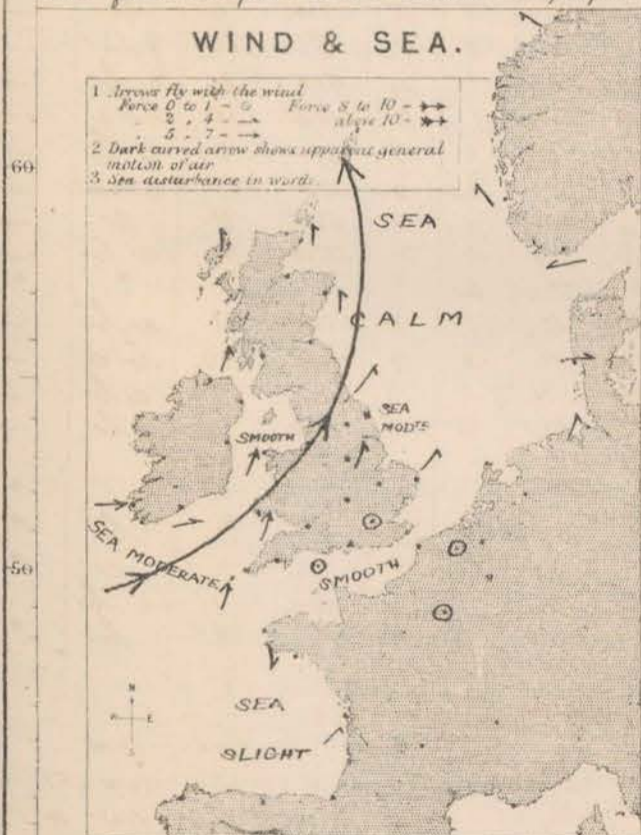 WIND & SEA.
1 Arrows fly with the wind
Force 0 to 1 - ⊙ Force 8 to 10 -
" 2 " 4 - above 10 -
" 5 " 7 -
2 Dark curved arrow shows apparent general
motion of air
3 Sea disturbance in words.
60
SEA
CALM
SEA
MODTE
SMOOTH
SEA MODERATE
SMOOTH
50
N
W E
S
SEA
SLIGHT